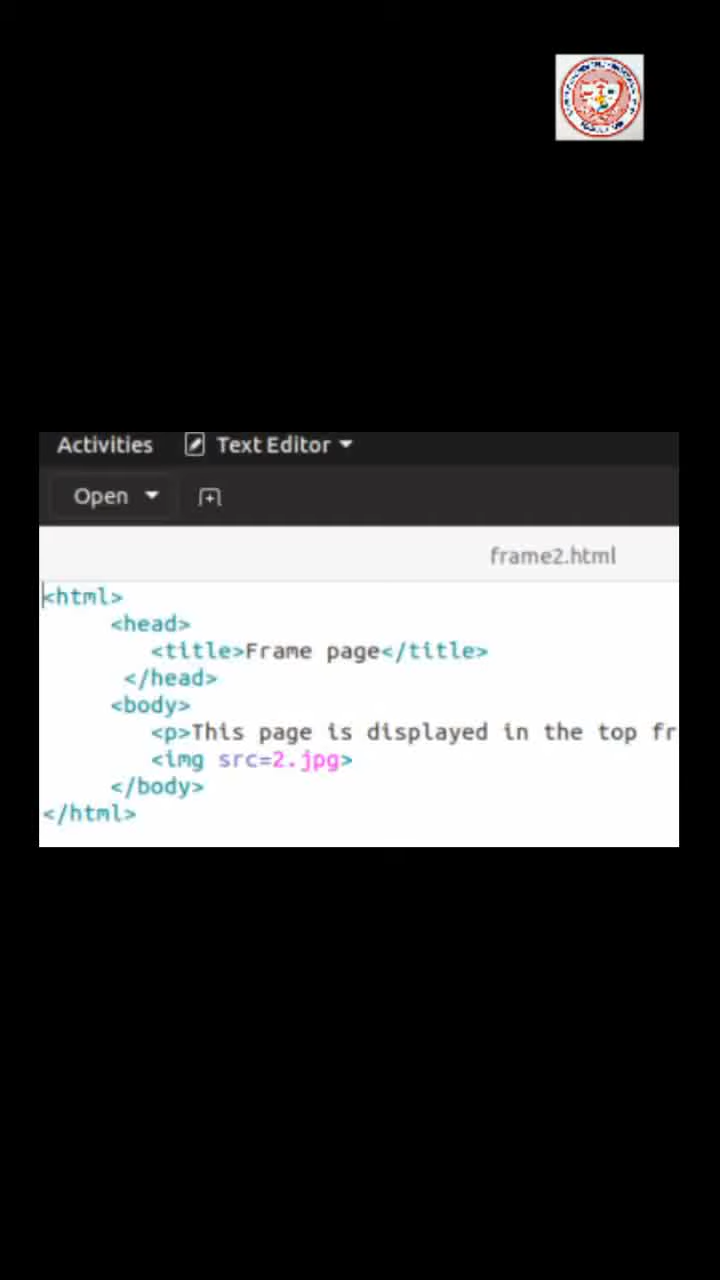 Activities Text Editor
Open
frame2.html
<html>
<head>
<title>Frame page</title>
</head>
<body>
<p>This page is displayed in the top fr
<img src=2.jpg>
</body>
</html>